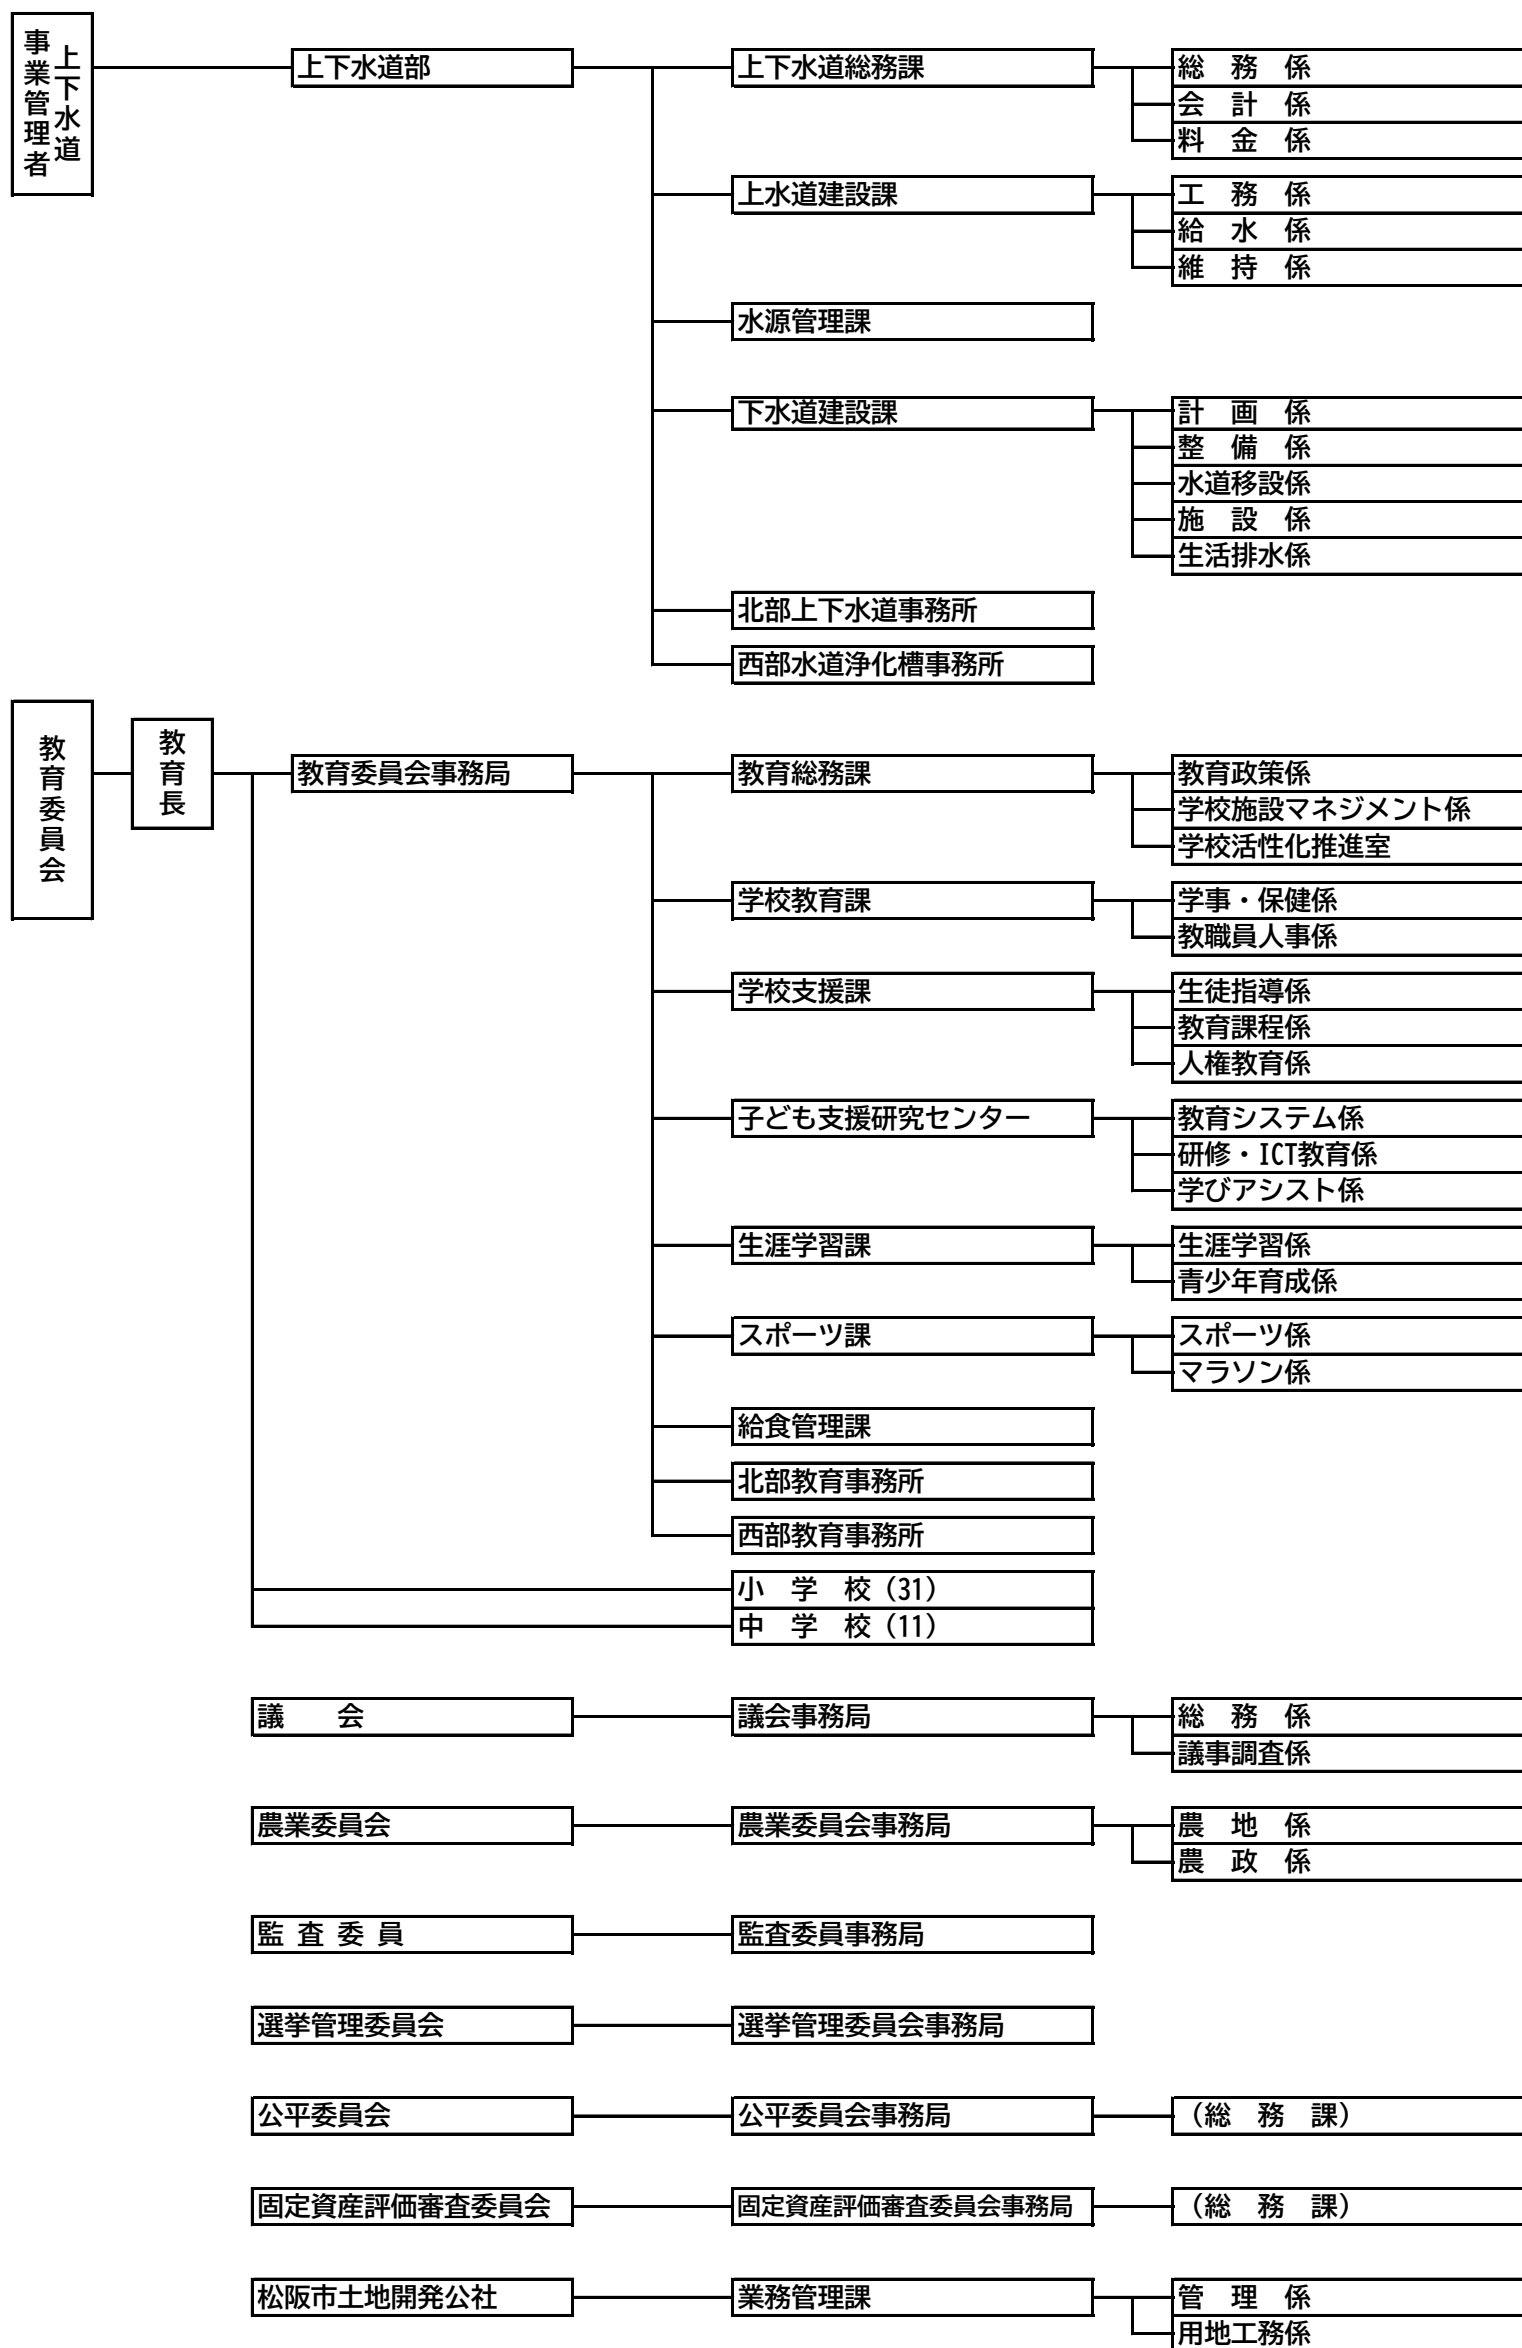 上下水道
事業管理者
上下水道部
上下水道総務課
総　務　係
会　計　係
料　金　係
上水道建設課
工　務　係
給　水　係
維　持　係
水源管理課
下水道建設課
計　画　係
整　備　係
水道移設係
施　設　係
生活排水係
北部上下水道事務所
西部水道浄化槽事務所
教育委員会
教育長
教育委員会事務局
教育総務課
教育政策係
学校施設マネジメント係
学校活性化推進室
学校教育課
学事・保健係
教職員人事係
学校支援課
生徒指導係
教育課程係
人権教育係
子ども支援研究センター
教育システム係
研修・ICT教育係
学びアシスト係
生涯学習課
生涯学習係
青少年育成係
スポーツ課
スポーツ係
マラソン係
給食管理課
北部教育事務所
西部教育事務所
小　学　校（31）
中　学　校（11）
議　　会
議会事務局
総　務　係
議事調査係
農業委員会
農業委員会事務局
農　地　係
農　政　係
監 査 委 員
監査委員事務局
選挙管理委員会
選挙管理委員会事務局
公平委員会
公平委員会事務局
（総　務　課）
固定資産評価審査委員会
固定資産評価審査委員会事務局
（総　務　課）
松阪市土地開発公社
業務管理課
管　理　係
用地工務係